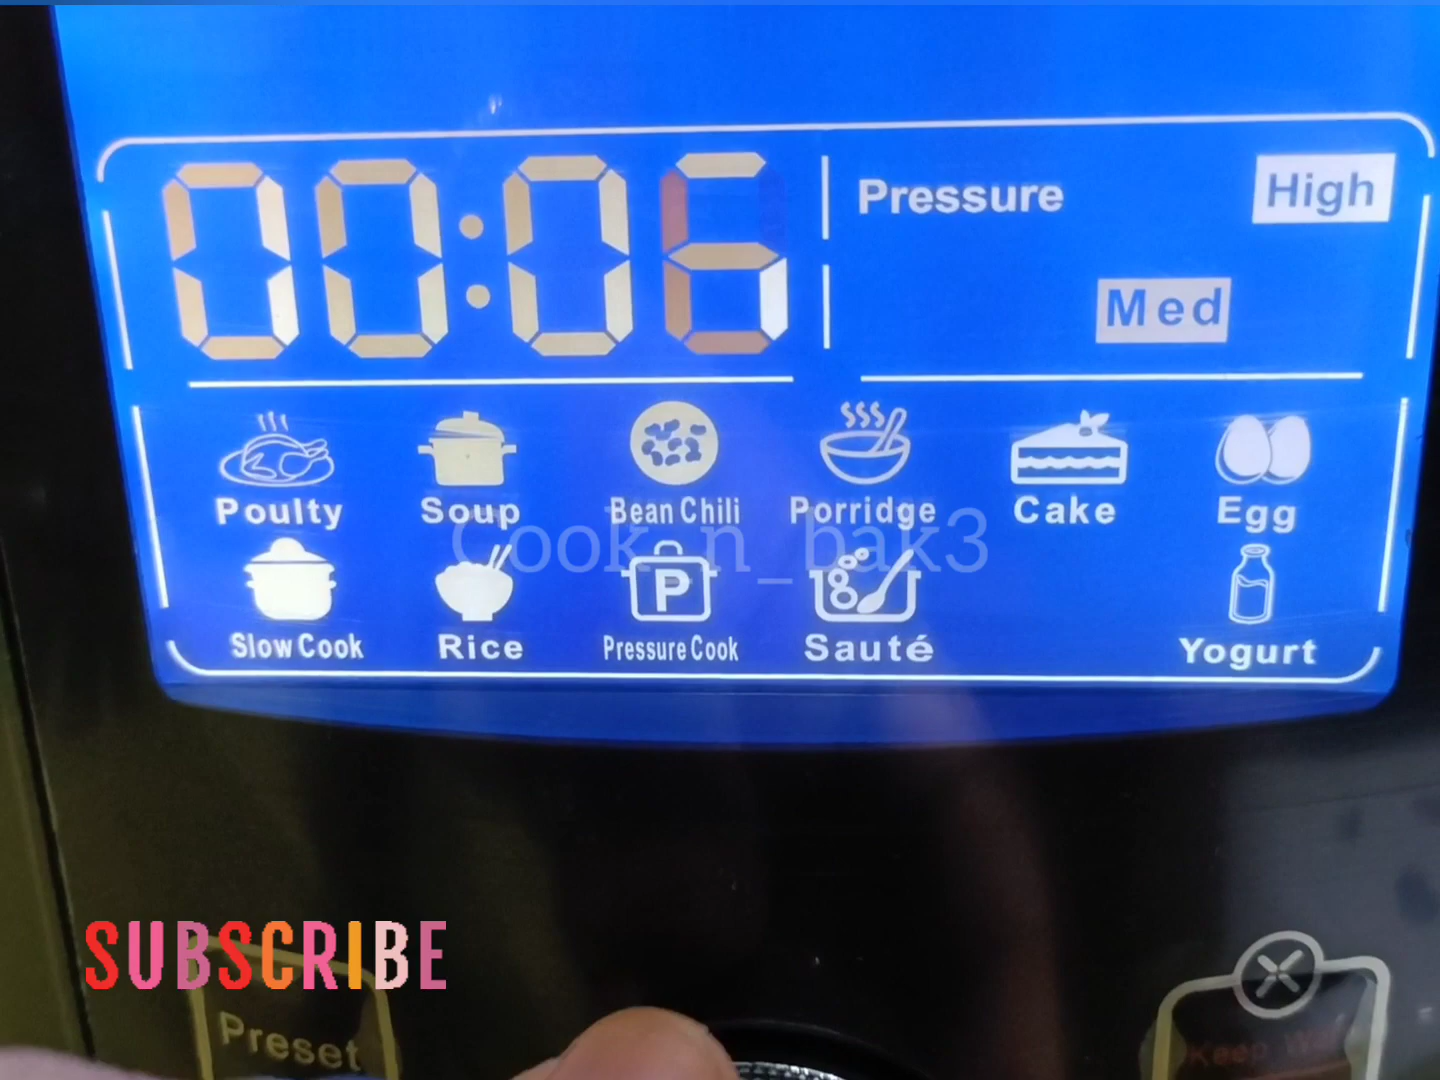 00:06
Pressure High
Med
Poulty Soup Bean Chili Porridge Cake Egg
Cook_n_bak3
P
Slow Cook Rice Pressure Cook Sauté Yogurt
SUBSCRIBE
Preset
Keep